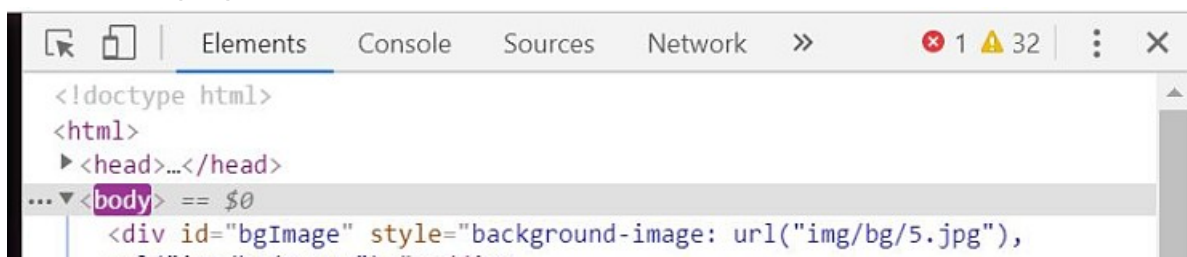 Elements Console Sources Network » 1 32
<!doctype html>
<html>
<head>…</head>
... <body> == $0
<div id="bgImage" style="background-image: url("img/bg/5.jpg"),